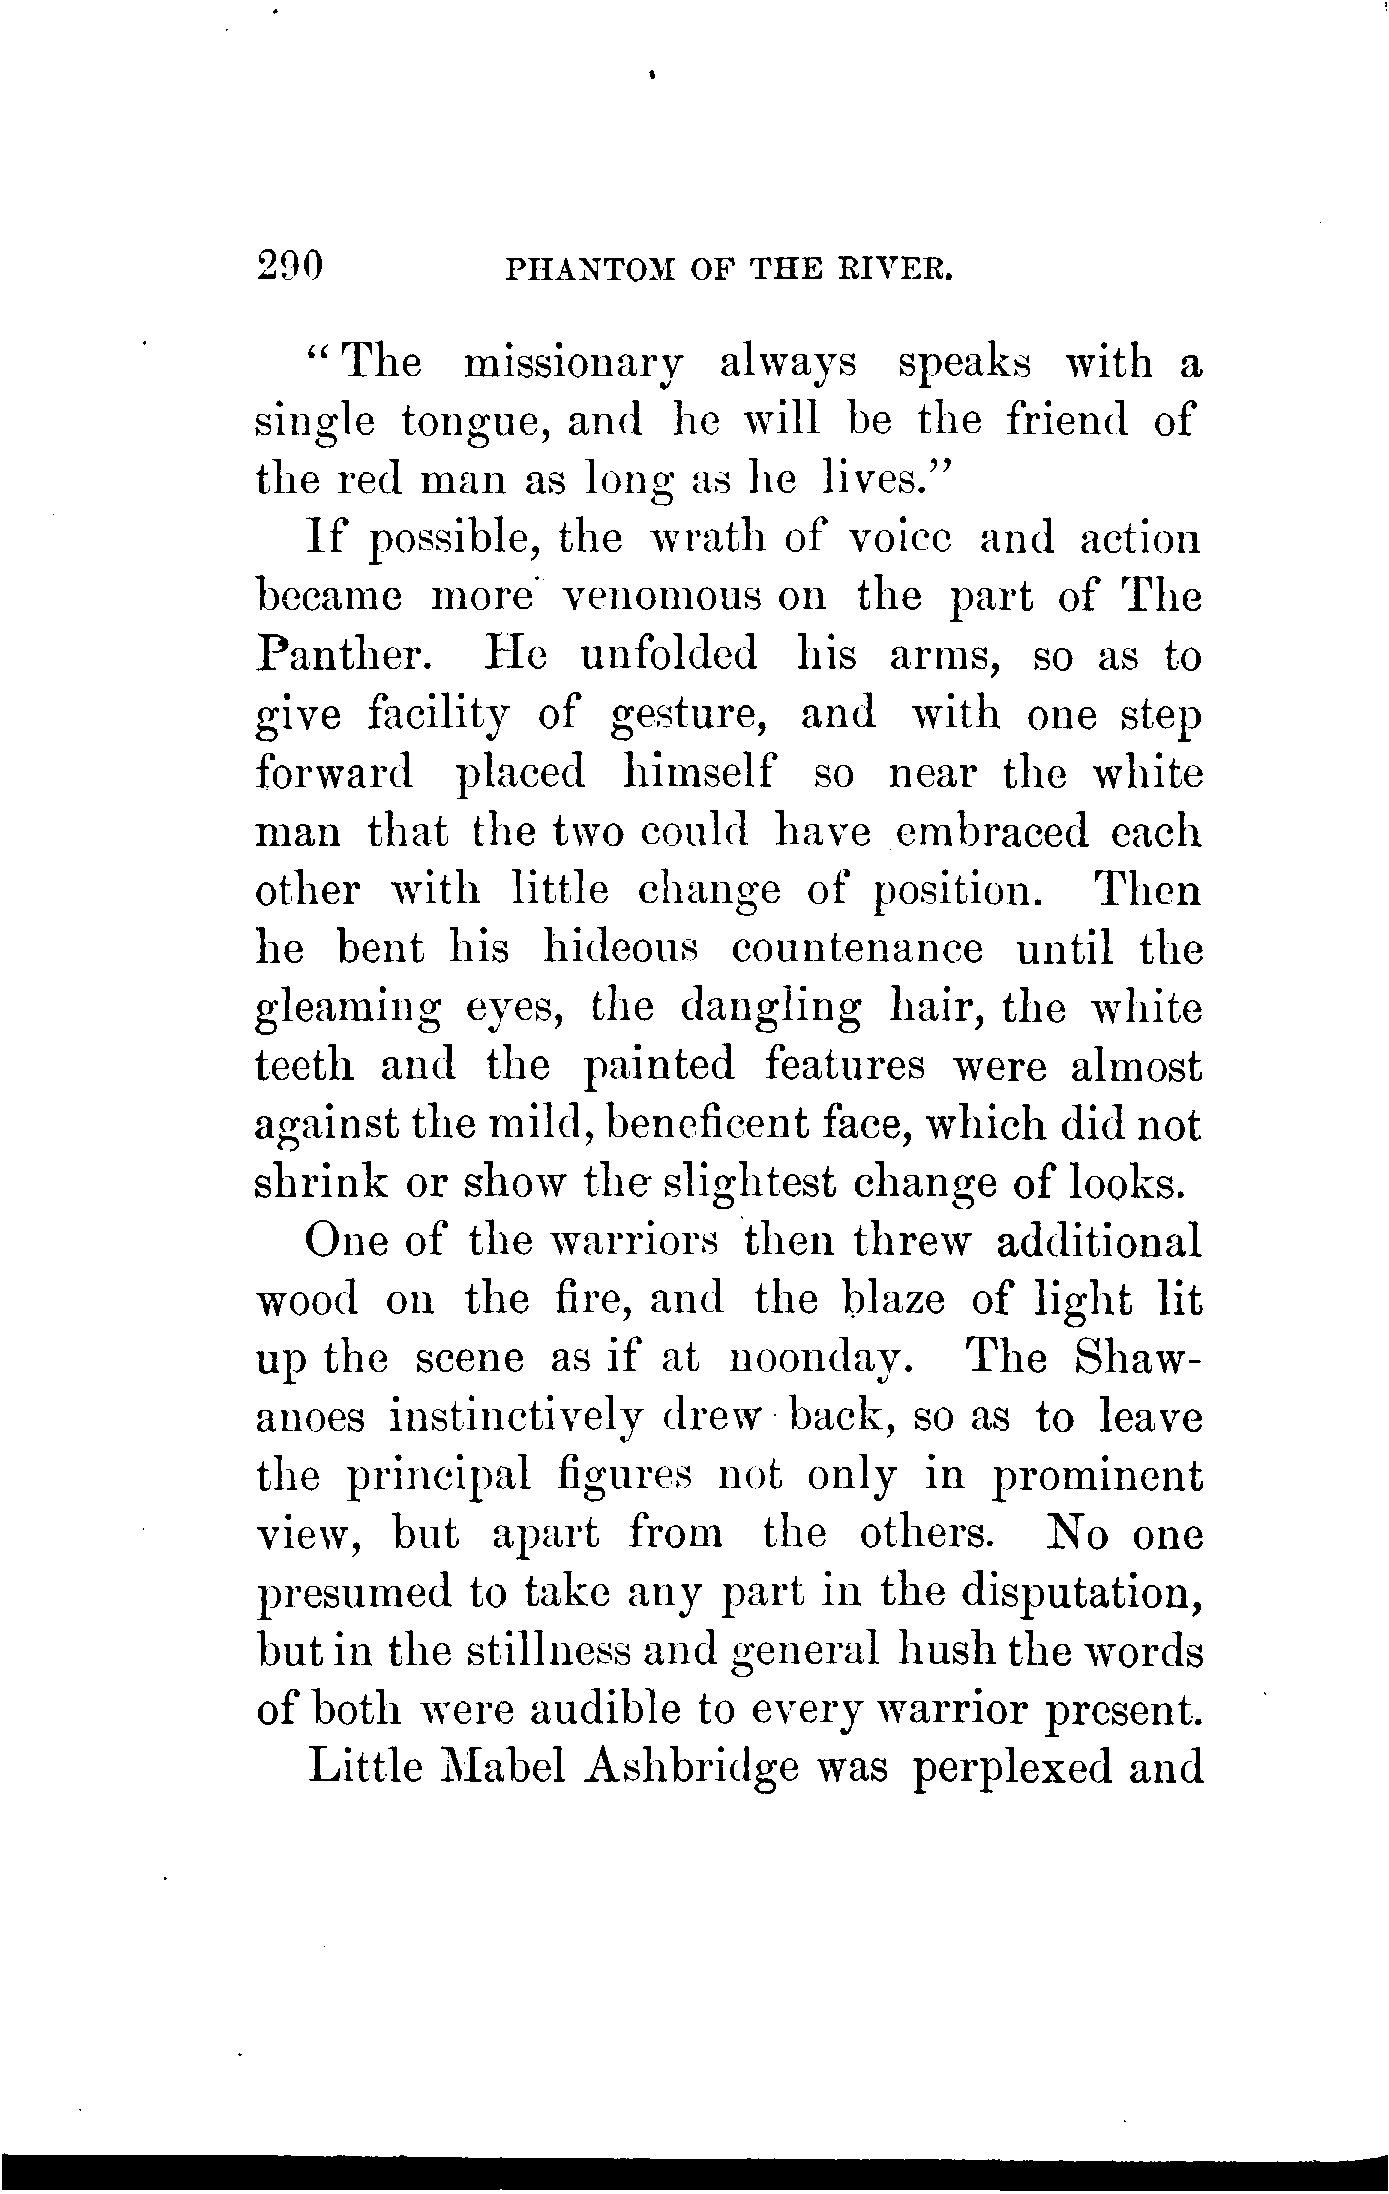 290 PHANTOM OF THE RIVER.
“The missionary always speaks with a
single tongue, and he will be the friend of
the red man as long as he lives.”
If possible, the wrath of voice and action
became more venomous on the part of The
Panther. He unfolded his arms, so as to
give facility of gesture, and with one step
forward placed himself so near the white
man that the two could have embraced each
other with little change of position. Then
he bent his hideous countenance until the
gleaming eyes, the dangling hair, the white
teeth and the painted features were almost
against the mild, beneficent face, which did not
shrink or show the slightest change of looks.
One of the warriors then threw additional
wood on the fire, and the blaze of light lit
up the scene as if at noonday. The Shaw-
anoes instinctively drew back, so as to leave
the principal figures not only in prominent
view, but apart from the others. No one
presumed to take any part in the disputation,
but in the stillness and general hush the words
of both were audible to every warrior present.
Little Mabel Ashbridge was perplexed and